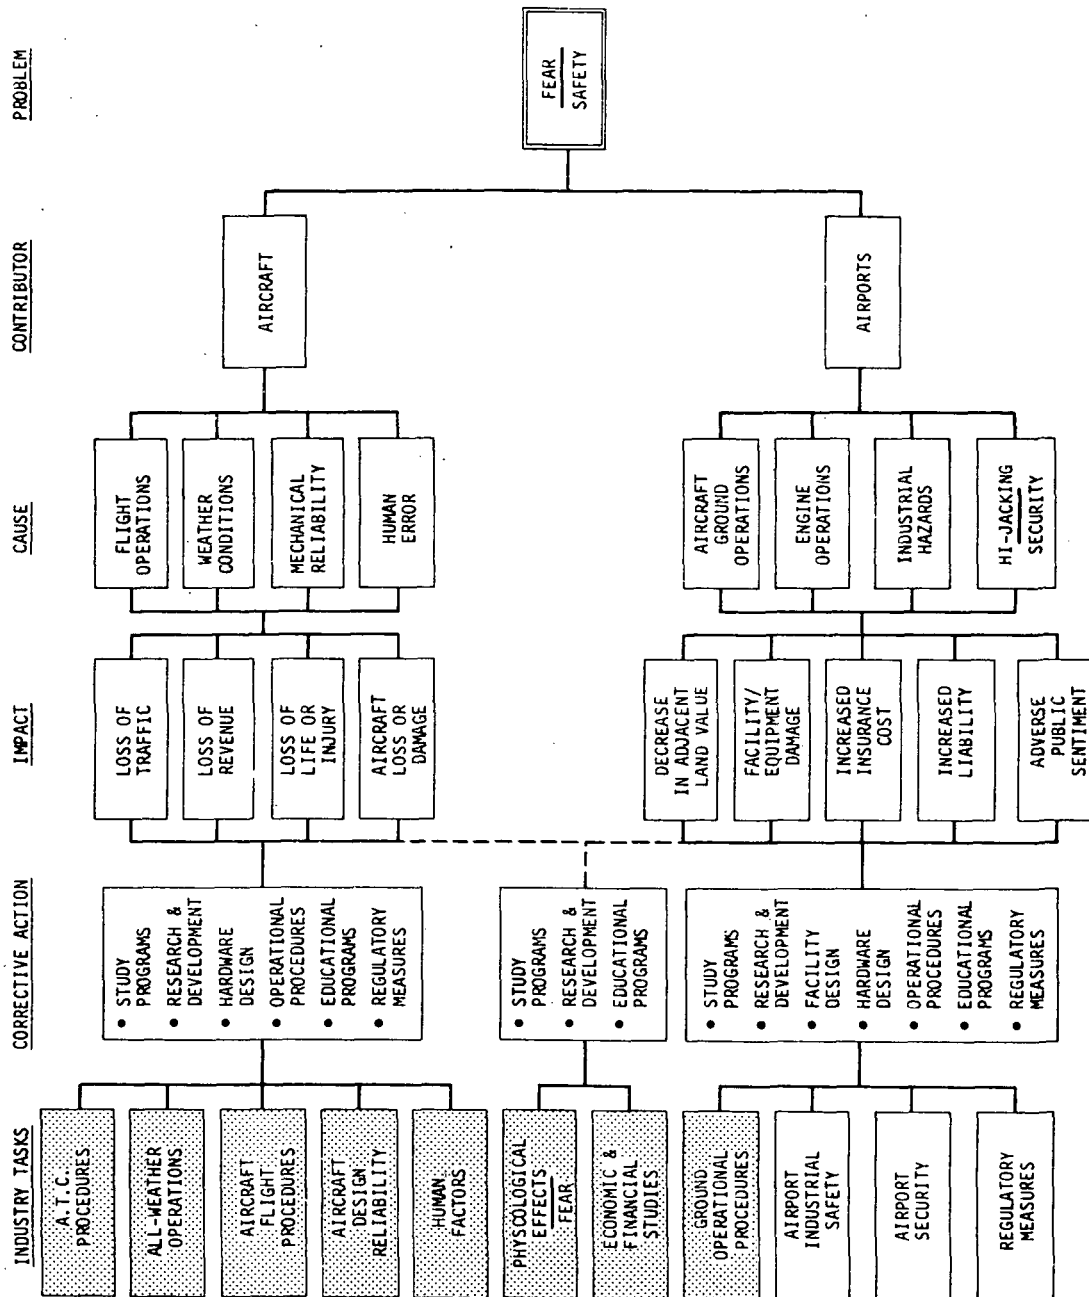 PROBLEM
FEAR
SAFETY
CONTRIBUTOR
AIRCRAFT
AIRPORTS
CAUSE
FLIGHT
OPERATIONS
WEATHER
CONDITIONS
MECHANICAL
RELIABILITY
HUMAN
ERROR
AIRCRAFT
GROUND
OPERATIONS
ENGINE
OPERATIONS
INDUSTRIAL
HAZARDS
HI-JACKING
SECURITY
IMPACT
LOSS OF
TRAFFIC
LOSS OF
REVENUE
LOSS OF
LIFE OR
INJURY
AIRCRAFT
LOSS OR
DAMAGE
DECREASE
IN ADJACENT
LAND VALUE
FACILITY/
EQUIPMENT
DAMAGE
INCREASED
INSURANCE
COST
INCREASED
LIABILITY
ADVERSE
PUBLIC
SENTIMENT
CORRECTIVE ACTION
• STUDY
PROGRAMS
• RESEARCH &
DEVELOPMENT
• HARDWARE
DESIGN
• OPERATIONAL
PROCEDURES
• EDUCATIONAL
PROGRAMS
• REGULATORY
MEASURES
• STUDY
PROGRAMS
• RESEARCH &
DEVELOPMENT
• EDUCATIONAL
PROGRAMS
• STUDY
PROGRAMS
• RESEARCH &
DEVELOPMENT
• FACILITY
DESIGN
• HARDWARE
DESIGN
• OPERATIONAL
PROCEDURES
• EDUCATIONAL
PROGRAMS
• REGULATORY
MEASURES
INDUSTRY TASKS
A.T.C.
PROCEDURES
ALL-WEATHER
OPERATIONS
AIRCRAFT
FLIGHT
PROCEDURES
AIRCRAFT
DESIGN
RELIABILITY
HUMAN
FACTORS
PHYSCOLOGICAL
EFFECTS
FEAR
ECONOMIC &
FINANCIAL
STUDIES
GROUND
OPERATIONAL
PROCEDURES
AIRPORT
INDUSTRIAL
SAFETY
AIRPORT
SECURITY
REGULATORY
MEASURES